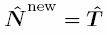 N̂^new = T̂